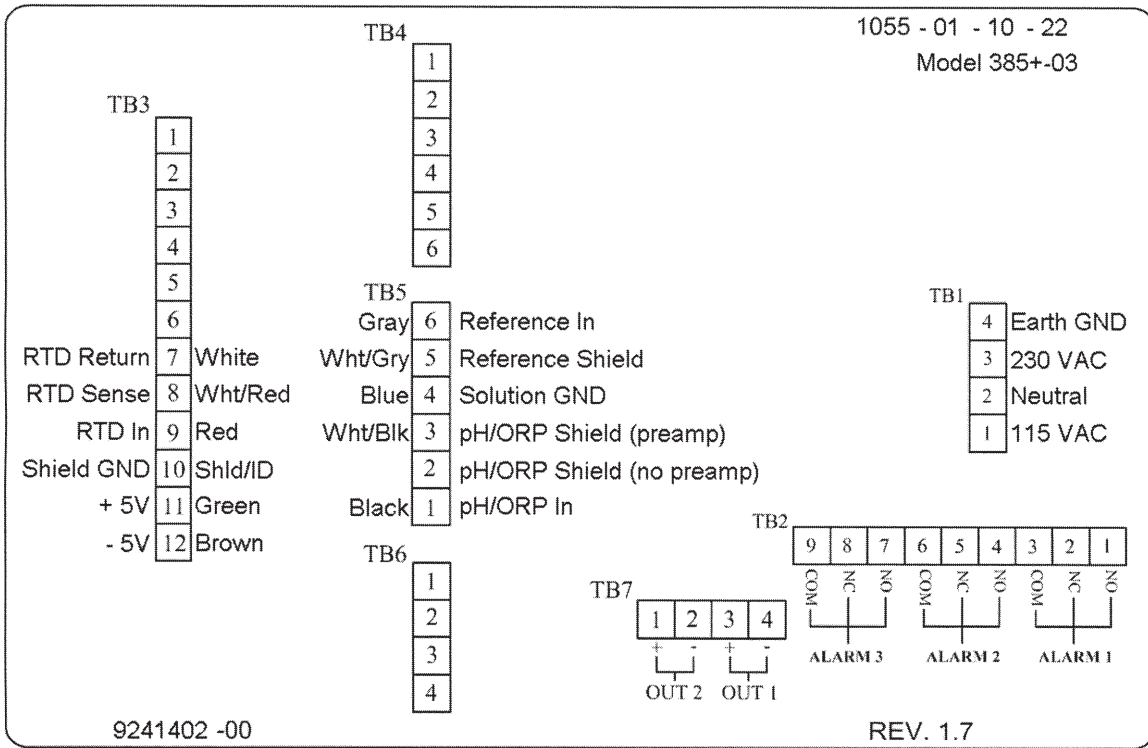 1055 - 01 - 10 - 22
Model 385+-03
TB4
1
2
3
4
5
6
TB3
1
2
3
4
5
6
RTD Return 7 White
RTD Sense 8 Wht/Red
RTD In 9 Red
Shield GND 10 Shld/ID
+ 5V 11 Green
- 5V 12 Brown
TB5
Gray 6 Reference In
Wht/Gry 5 Reference Shield
Blue 4 Solution GND
Wht/Blk 3 pH/ORP Shield (preamp)
2 pH/ORP Shield (no preamp)
Black 1 pH/ORP In
TB1
4 Earth GND
3 230 VAC
2 Neutral
1 115 VAC
TB6
1
2
3
4
TB2
9 8 7 6 5 4 3 2 1
COM NC NO COM NC NO COM NC NO
ALARM 3 ALARM 2 ALARM 1
TB7
1 2 3 4
+ - + -
OUT 2 OUT 1
9241402 -00
REV. 1.7